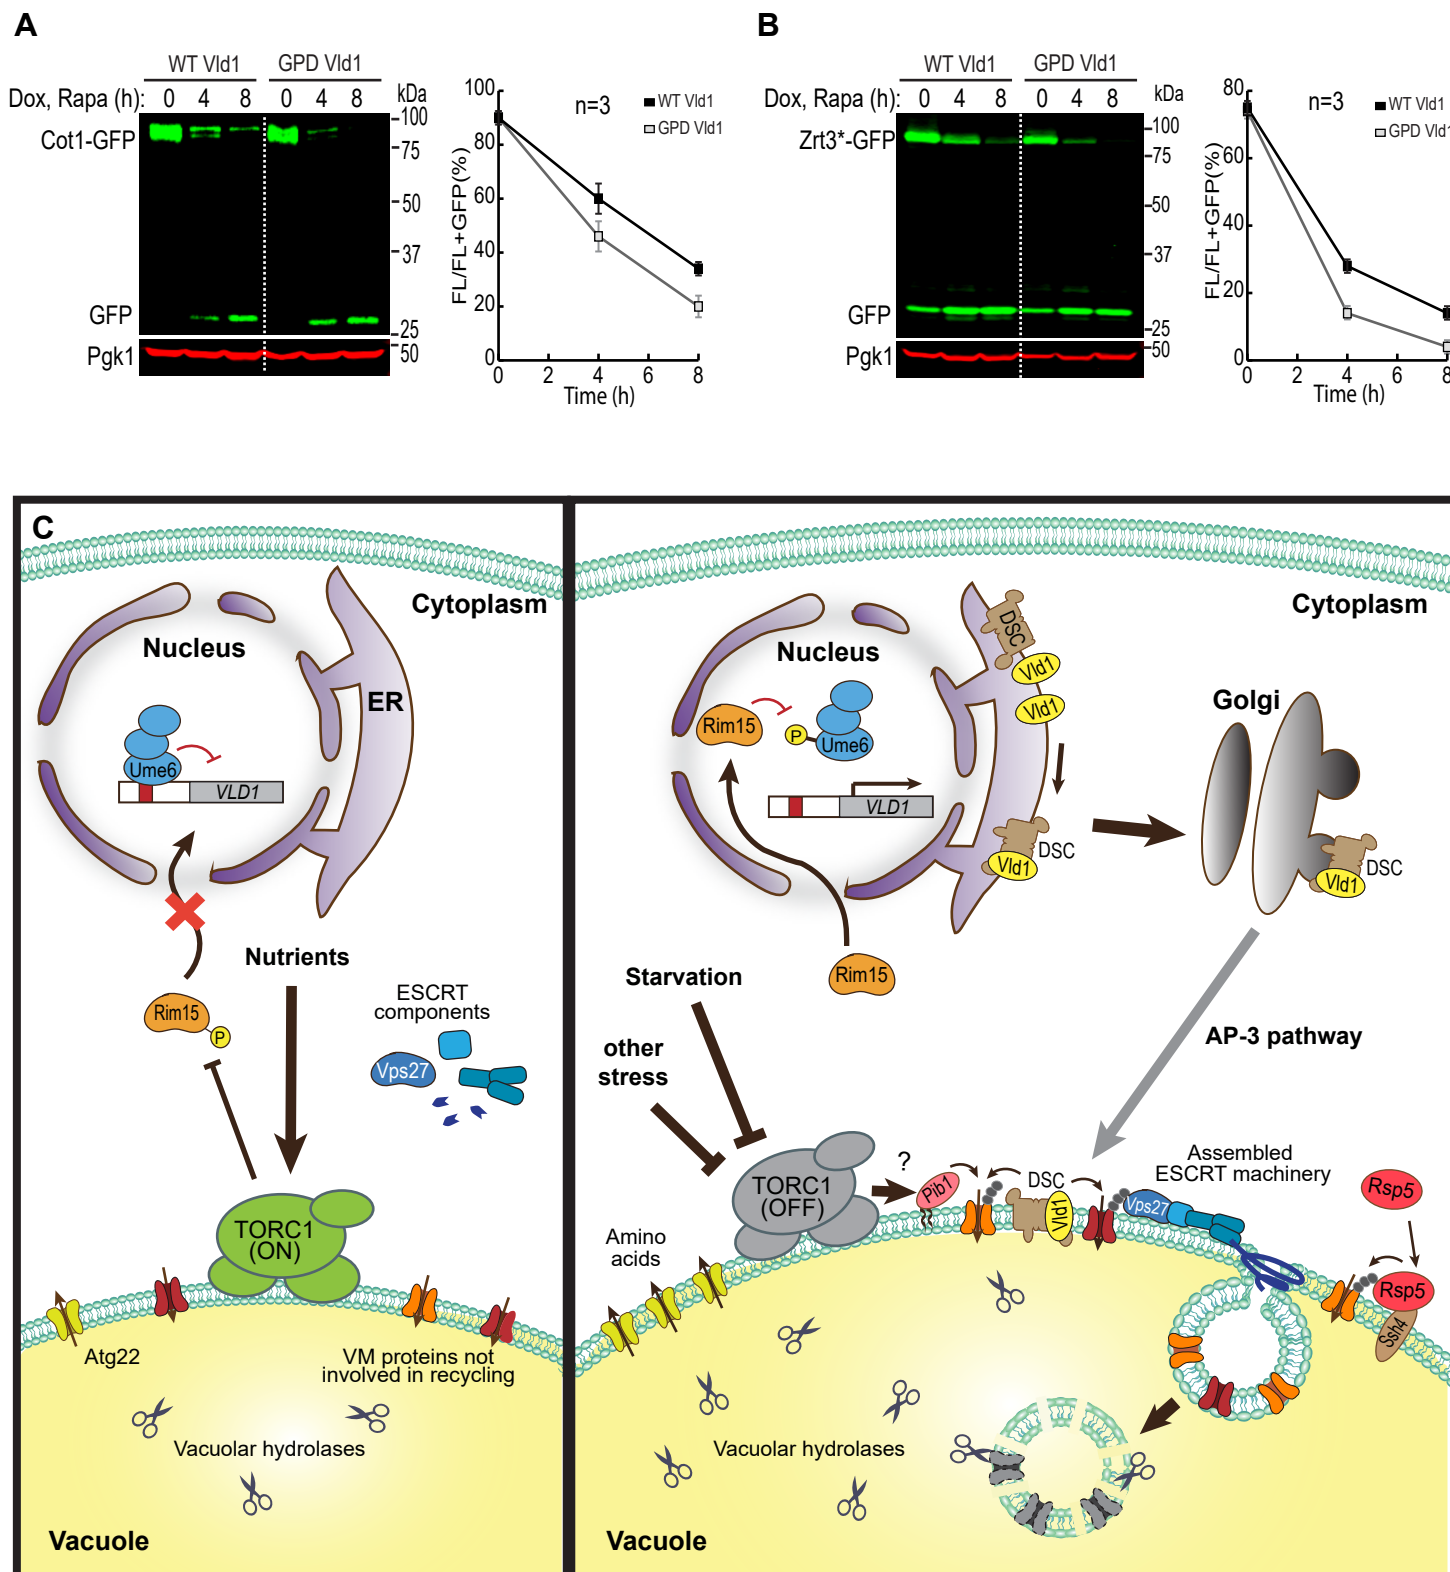 A
WT Vld1
GPD Vld1
Dox, Rapa (h):
0
4
8
0
4
8
kDa
Cot1-GFP
100
75
50
37
GFP
25
Pgk1
50
100
80
60
40
20
0
FL/FL+GFP(%)
n=3
WT Vld1
GPD Vld1
0
2
4
6
8
Time (h)
B
WT Vld1
GPD Vld1
Dox, Rapa (h):
0
4
8
0
4
8
kDa
Zrt3*-GFP
100
75
50
37
GFP
25
Pgk1
50
80
60
40
20
0
FL/FL+GFP(%)
n=3
WT Vld1
GPD Vld1
0
2
4
6
8
Time (h)
C
Cytoplasm
Nucleus
ER
Ume6
VLD1
Nutrients
Rim15
P
ESCRT
components
Vps27
TORC1
(ON)
Atg22
VM proteins not
involved in recycling
Vacuolar hydrolases
Vacuole
Cytoplasm
Nucleus
DSC
Vld1
Vld1
Golgi
Rim15
P
Ume6
VLD1
DSC
Vld1
DSC
Vld1
Rim15
Starvation
other
stress
AP-3 pathway
TORC1
(OFF)
?
Pib1
DSC
Vld1
Assembled
ESCRT machinery
Vps27
Rsp5
Rsp5
Ssh4
Amino
acids
Vacuolar hydrolases
Vacuole